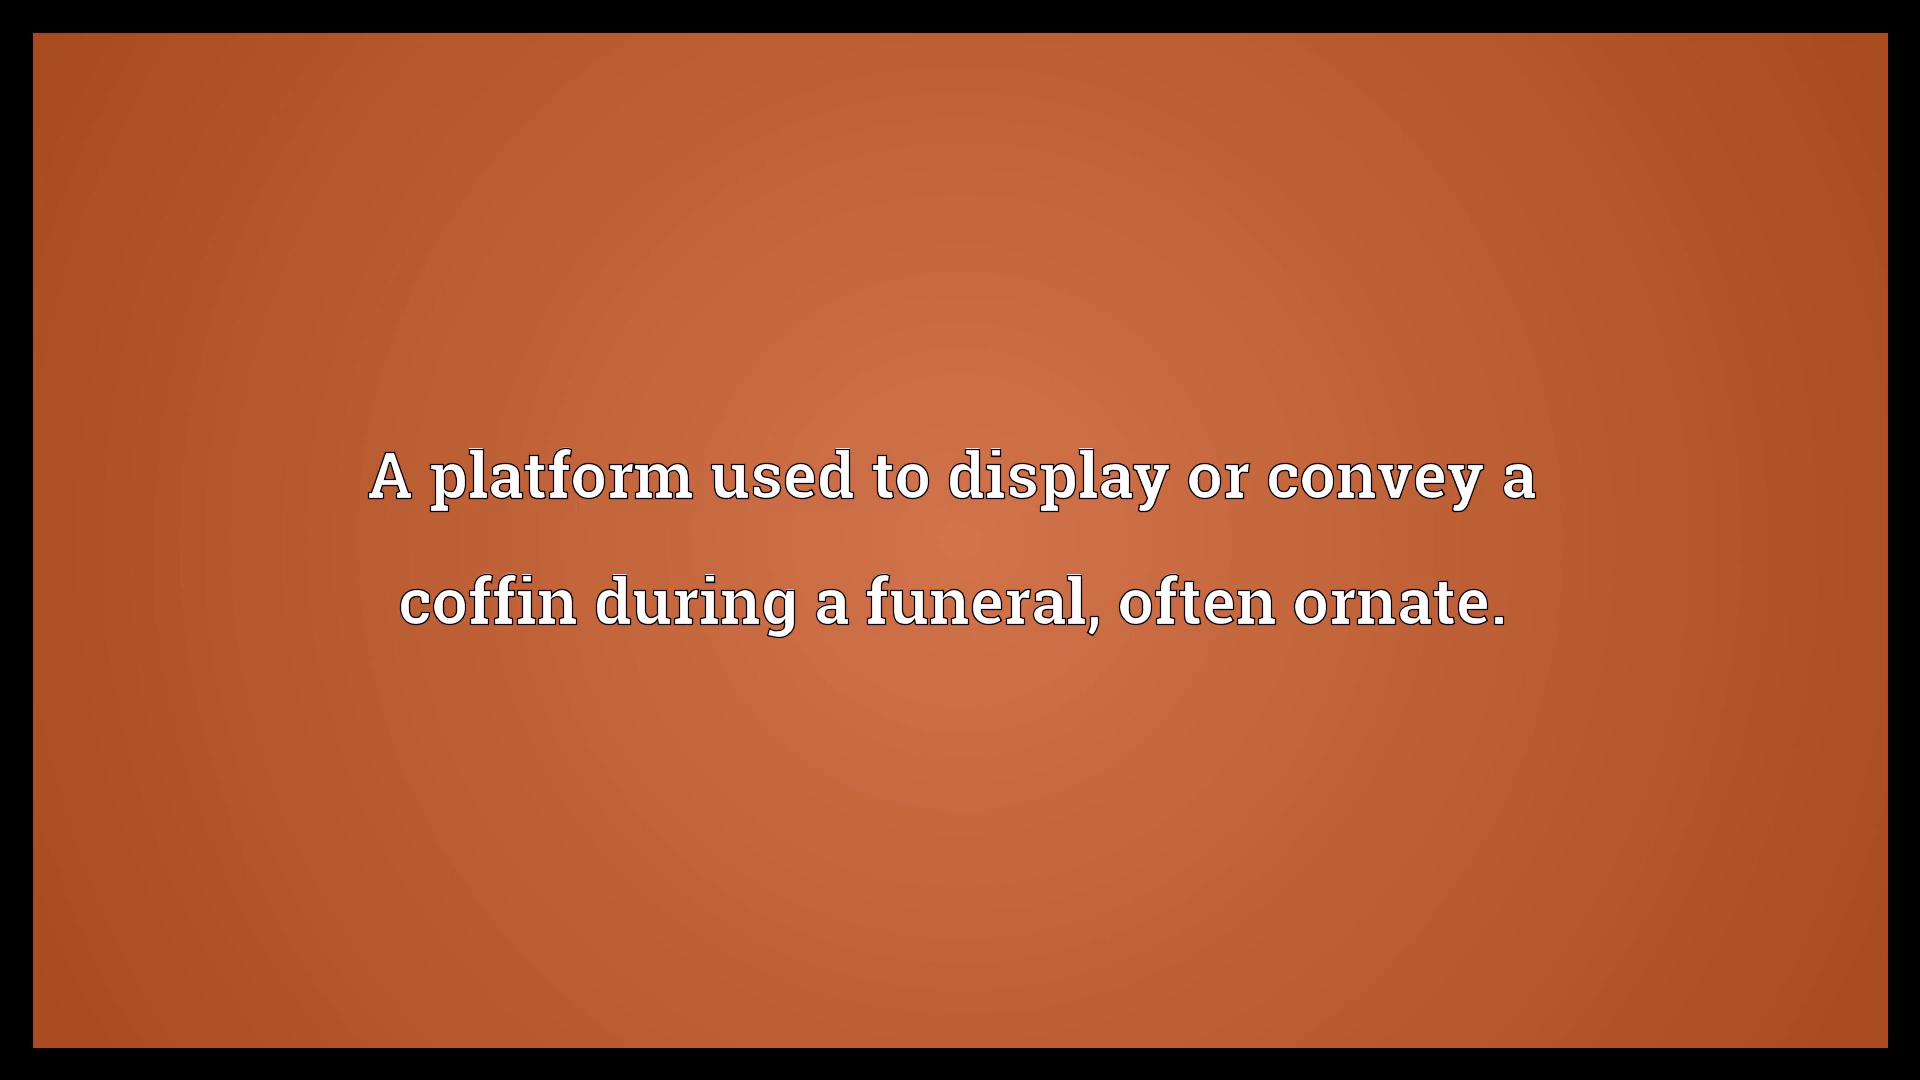 A platform used to display or convey a
coffin during a funeral, often ornate.